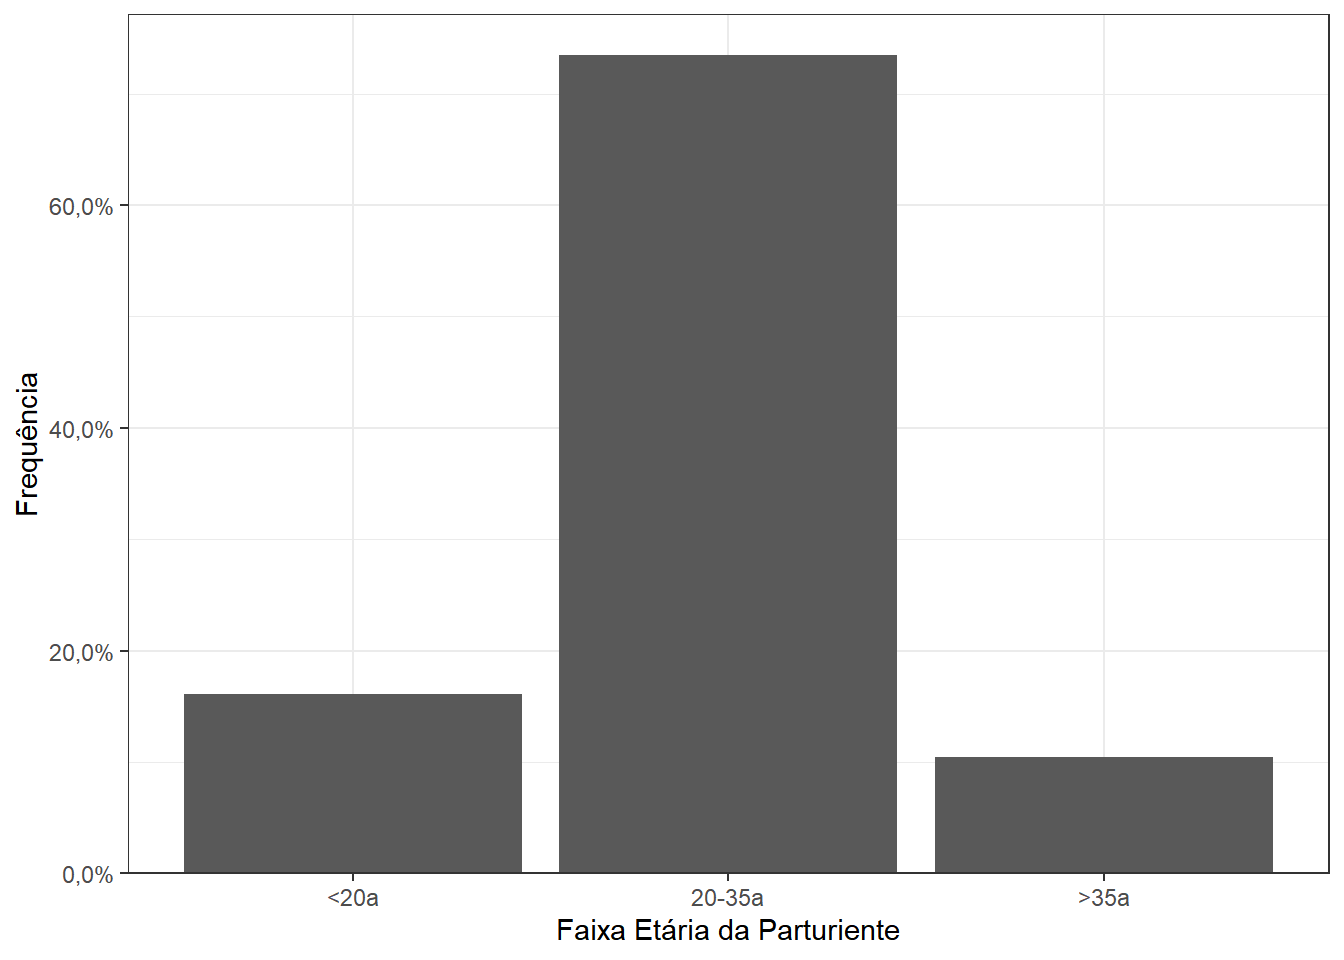 Frequência
60,0%
40,0%
20,0%
0,0%
<20a 20-35a >35a
Faixa Etária da Parturiente